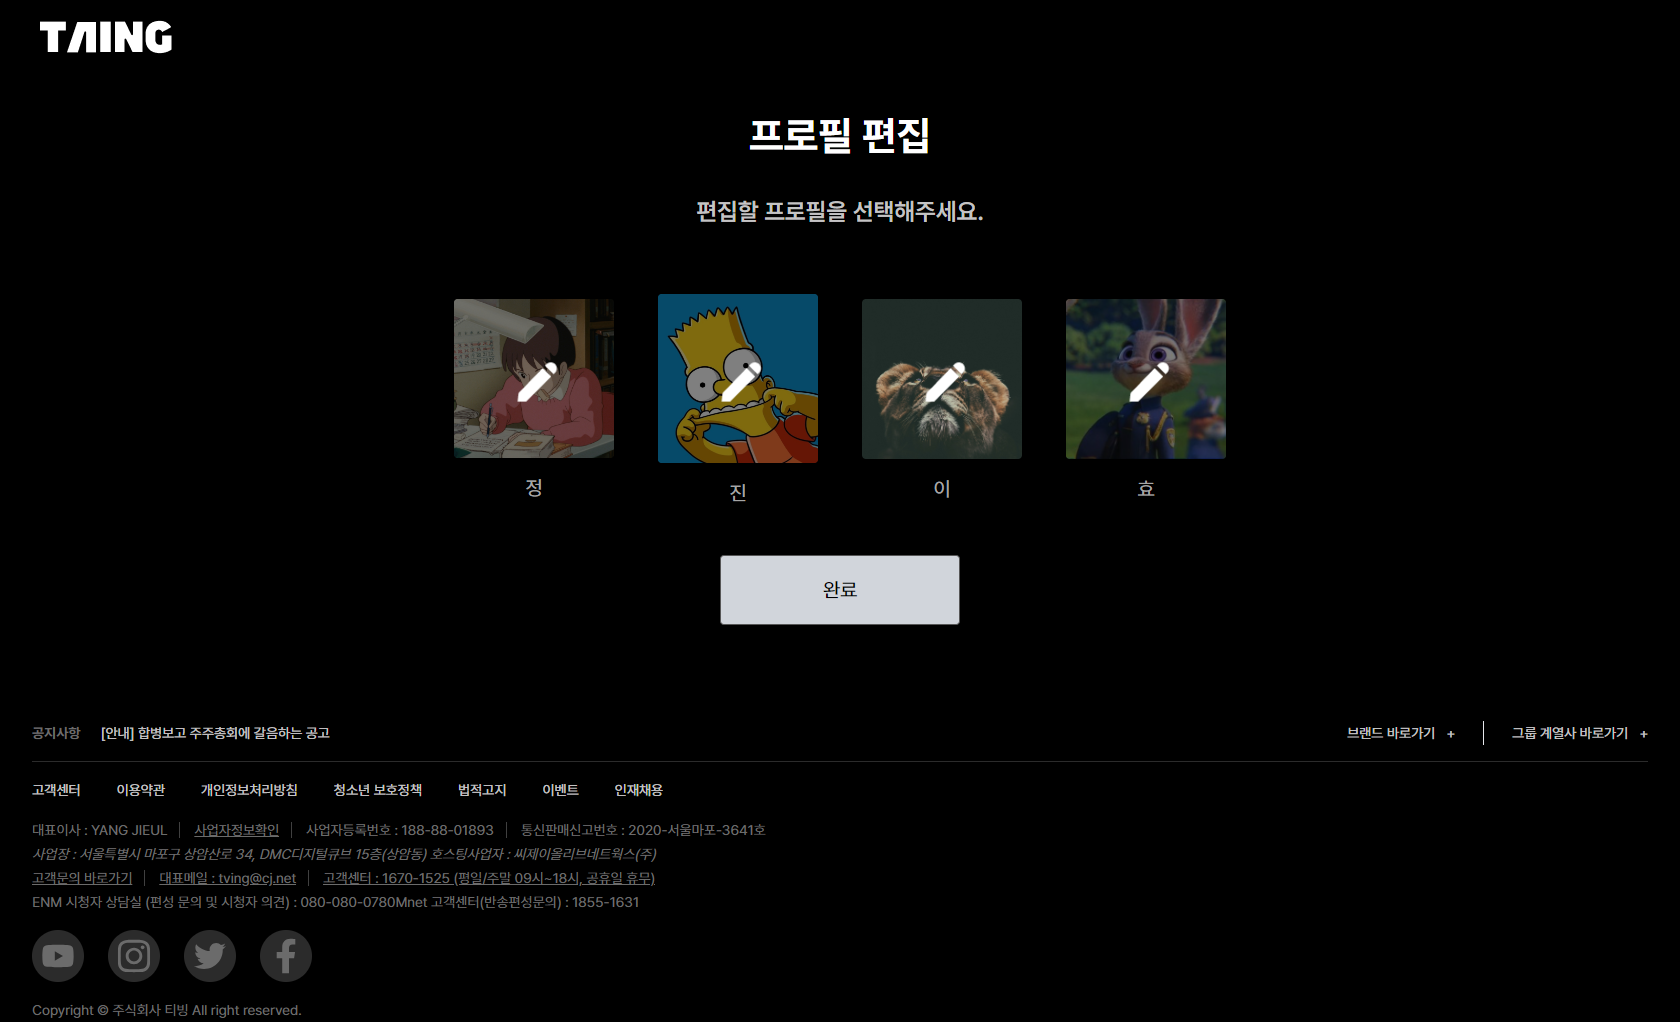 TAING
프로필 편집
편집할 프로필을 선택해주세요.
정 진 이 효
완료
공지사항 [안내] 합병보고 주주총회에 갈음하는 공고 브랜드 바로가기 + 그룹 계열사 바로가기 +
고객센터 이용약관 개인정보처리방침 청소년 보호정책 법적고지 이벤트 인재채용
대표이사 : YANG JIEUL 사업자정보확인 사업자등록번호 : 188-88-01893 통신판매신고번호 : 2020-서울마포-3641호
사업장 : 서울특별시 마포구 상암산로 34, DMC디지털큐브 15층(상암동) 호스팅사업자 : 씨제이올리브네트웍스(주)
고객문의 바로가기 대표메일 : tving@cj.net 고객센터 : 1670-1525 (평일/주말 09시~18시, 공휴일 휴무)
ENM 시청자 상담실 (편성 문의 및 시청자 의견) : 080-080-0780Mnet 고객센터(반송편성문의) : 1855-1631
Copyright © 주식회사 티빙 All right reserved.